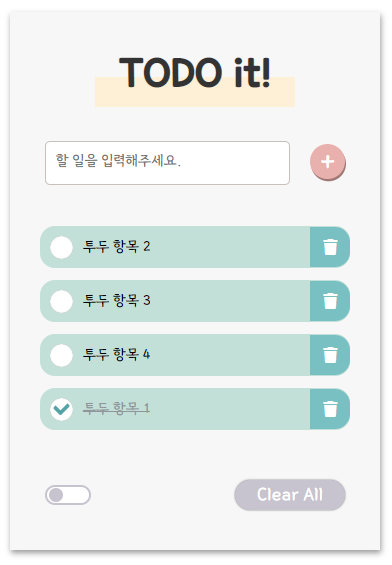 TODO it!
할 일을 입력해주세요.
투두 항목 2
투두 항목 3
투두 항목 4
투두 항목 1
Clear All